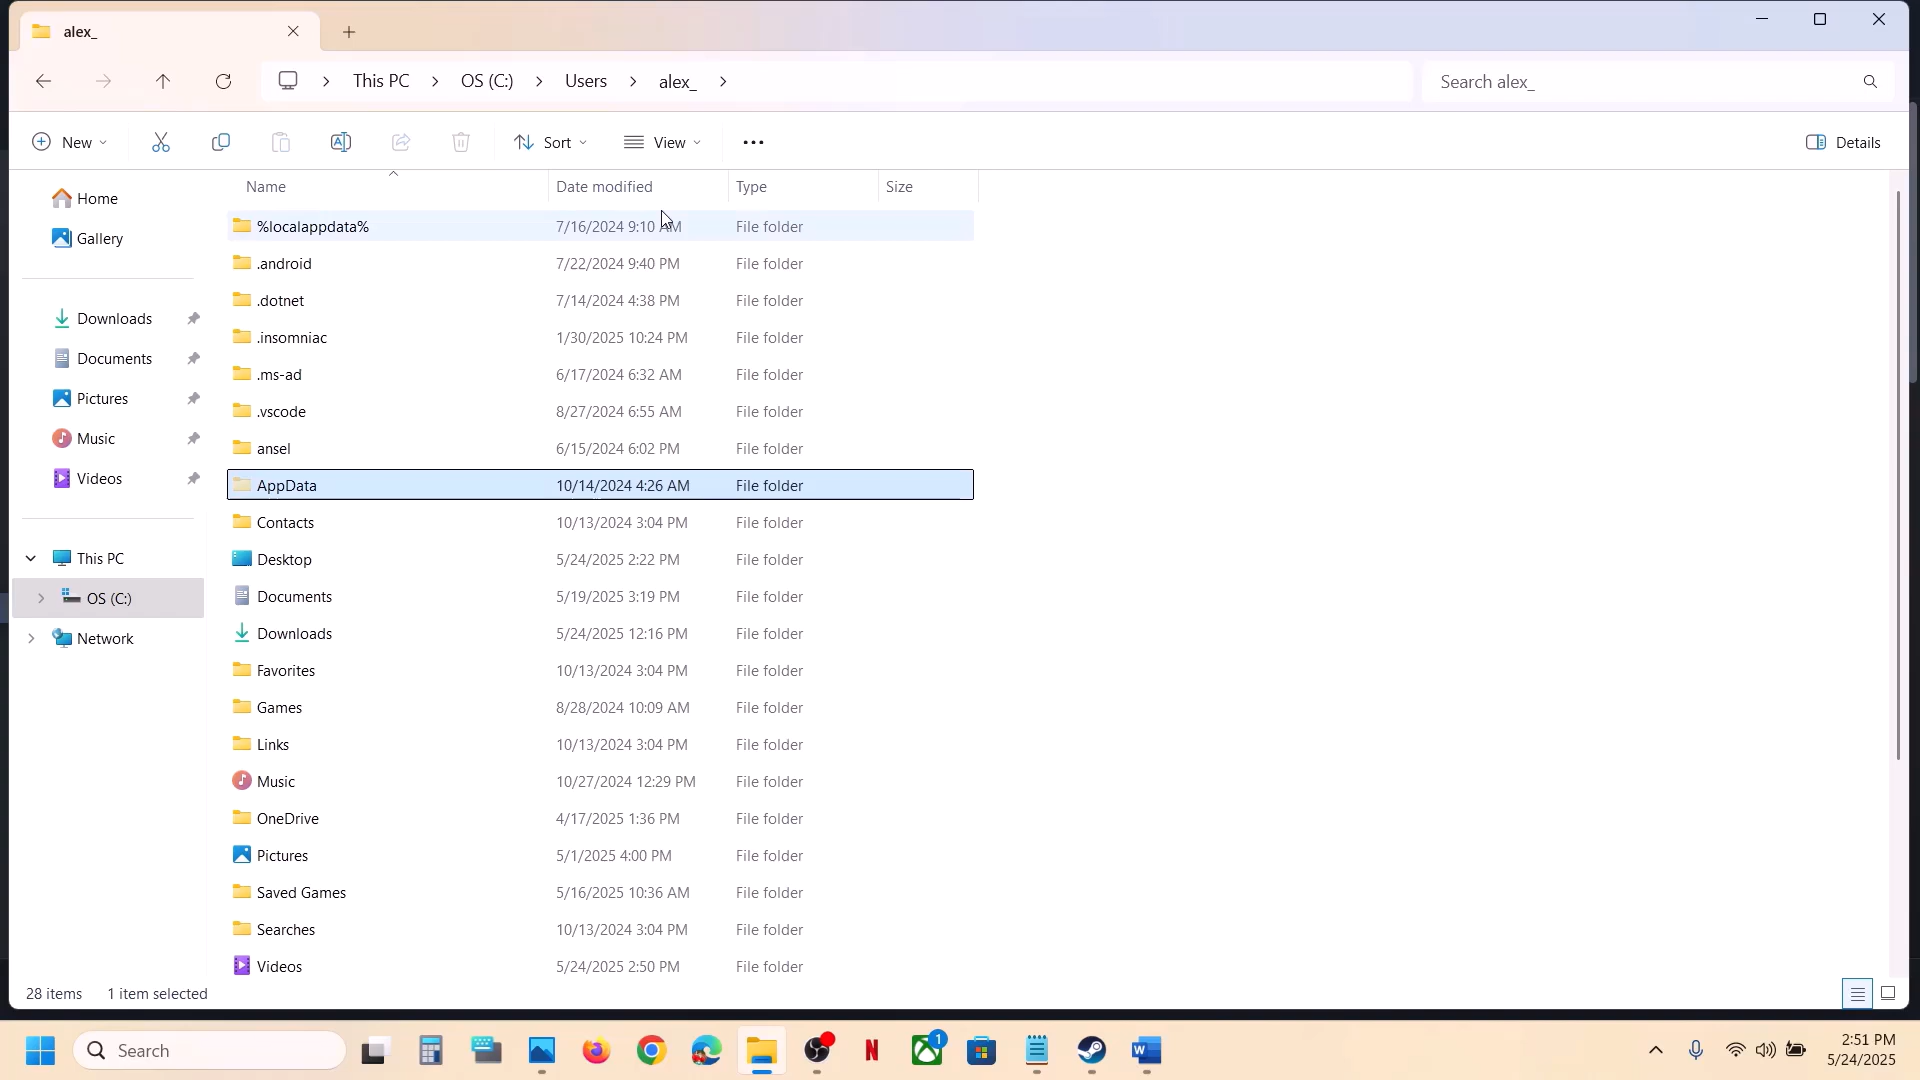 alex_
This PC OS (C:) Users alex_
Search alex_
New Sort View Details
Name Date modified Type Size
Home
Gallery
Downloads
Documents
Pictures
Music
Videos
This PC
OS (C:)
Network
%localappdata% 7/16/2024 9:10 AM File folder
.android 7/22/2024 9:40 PM File folder
.dotnet 7/14/2024 4:38 PM File folder
.insomniac 1/30/2025 10:24 PM File folder
.ms-ad 6/17/2024 6:32 AM File folder
.vscode 8/27/2024 6:55 AM File folder
ansel 6/15/2024 6:02 PM File folder
AppData 10/14/2024 4:26 AM File folder
Contacts 10/13/2024 3:04 PM File folder
Desktop 5/24/2025 2:22 PM File folder
Documents 5/19/2025 3:19 PM File folder
Downloads 5/24/2025 12:16 PM File folder
Favorites 10/13/2024 3:04 PM File folder
Games 8/28/2024 10:09 AM File folder
Links 10/13/2024 3:04 PM File folder
Music 10/27/2024 12:29 PM File folder
OneDrive 4/17/2025 1:36 PM File folder
Pictures 5/1/2025 4:00 PM File folder
Saved Games 5/16/2025 10:36 AM File folder
Searches 10/13/2024 3:04 PM File folder
Videos 5/24/2025 2:50 PM File folder
28 items 1 item selected
Search
N
1
W
2:51 PM
5/24/2025